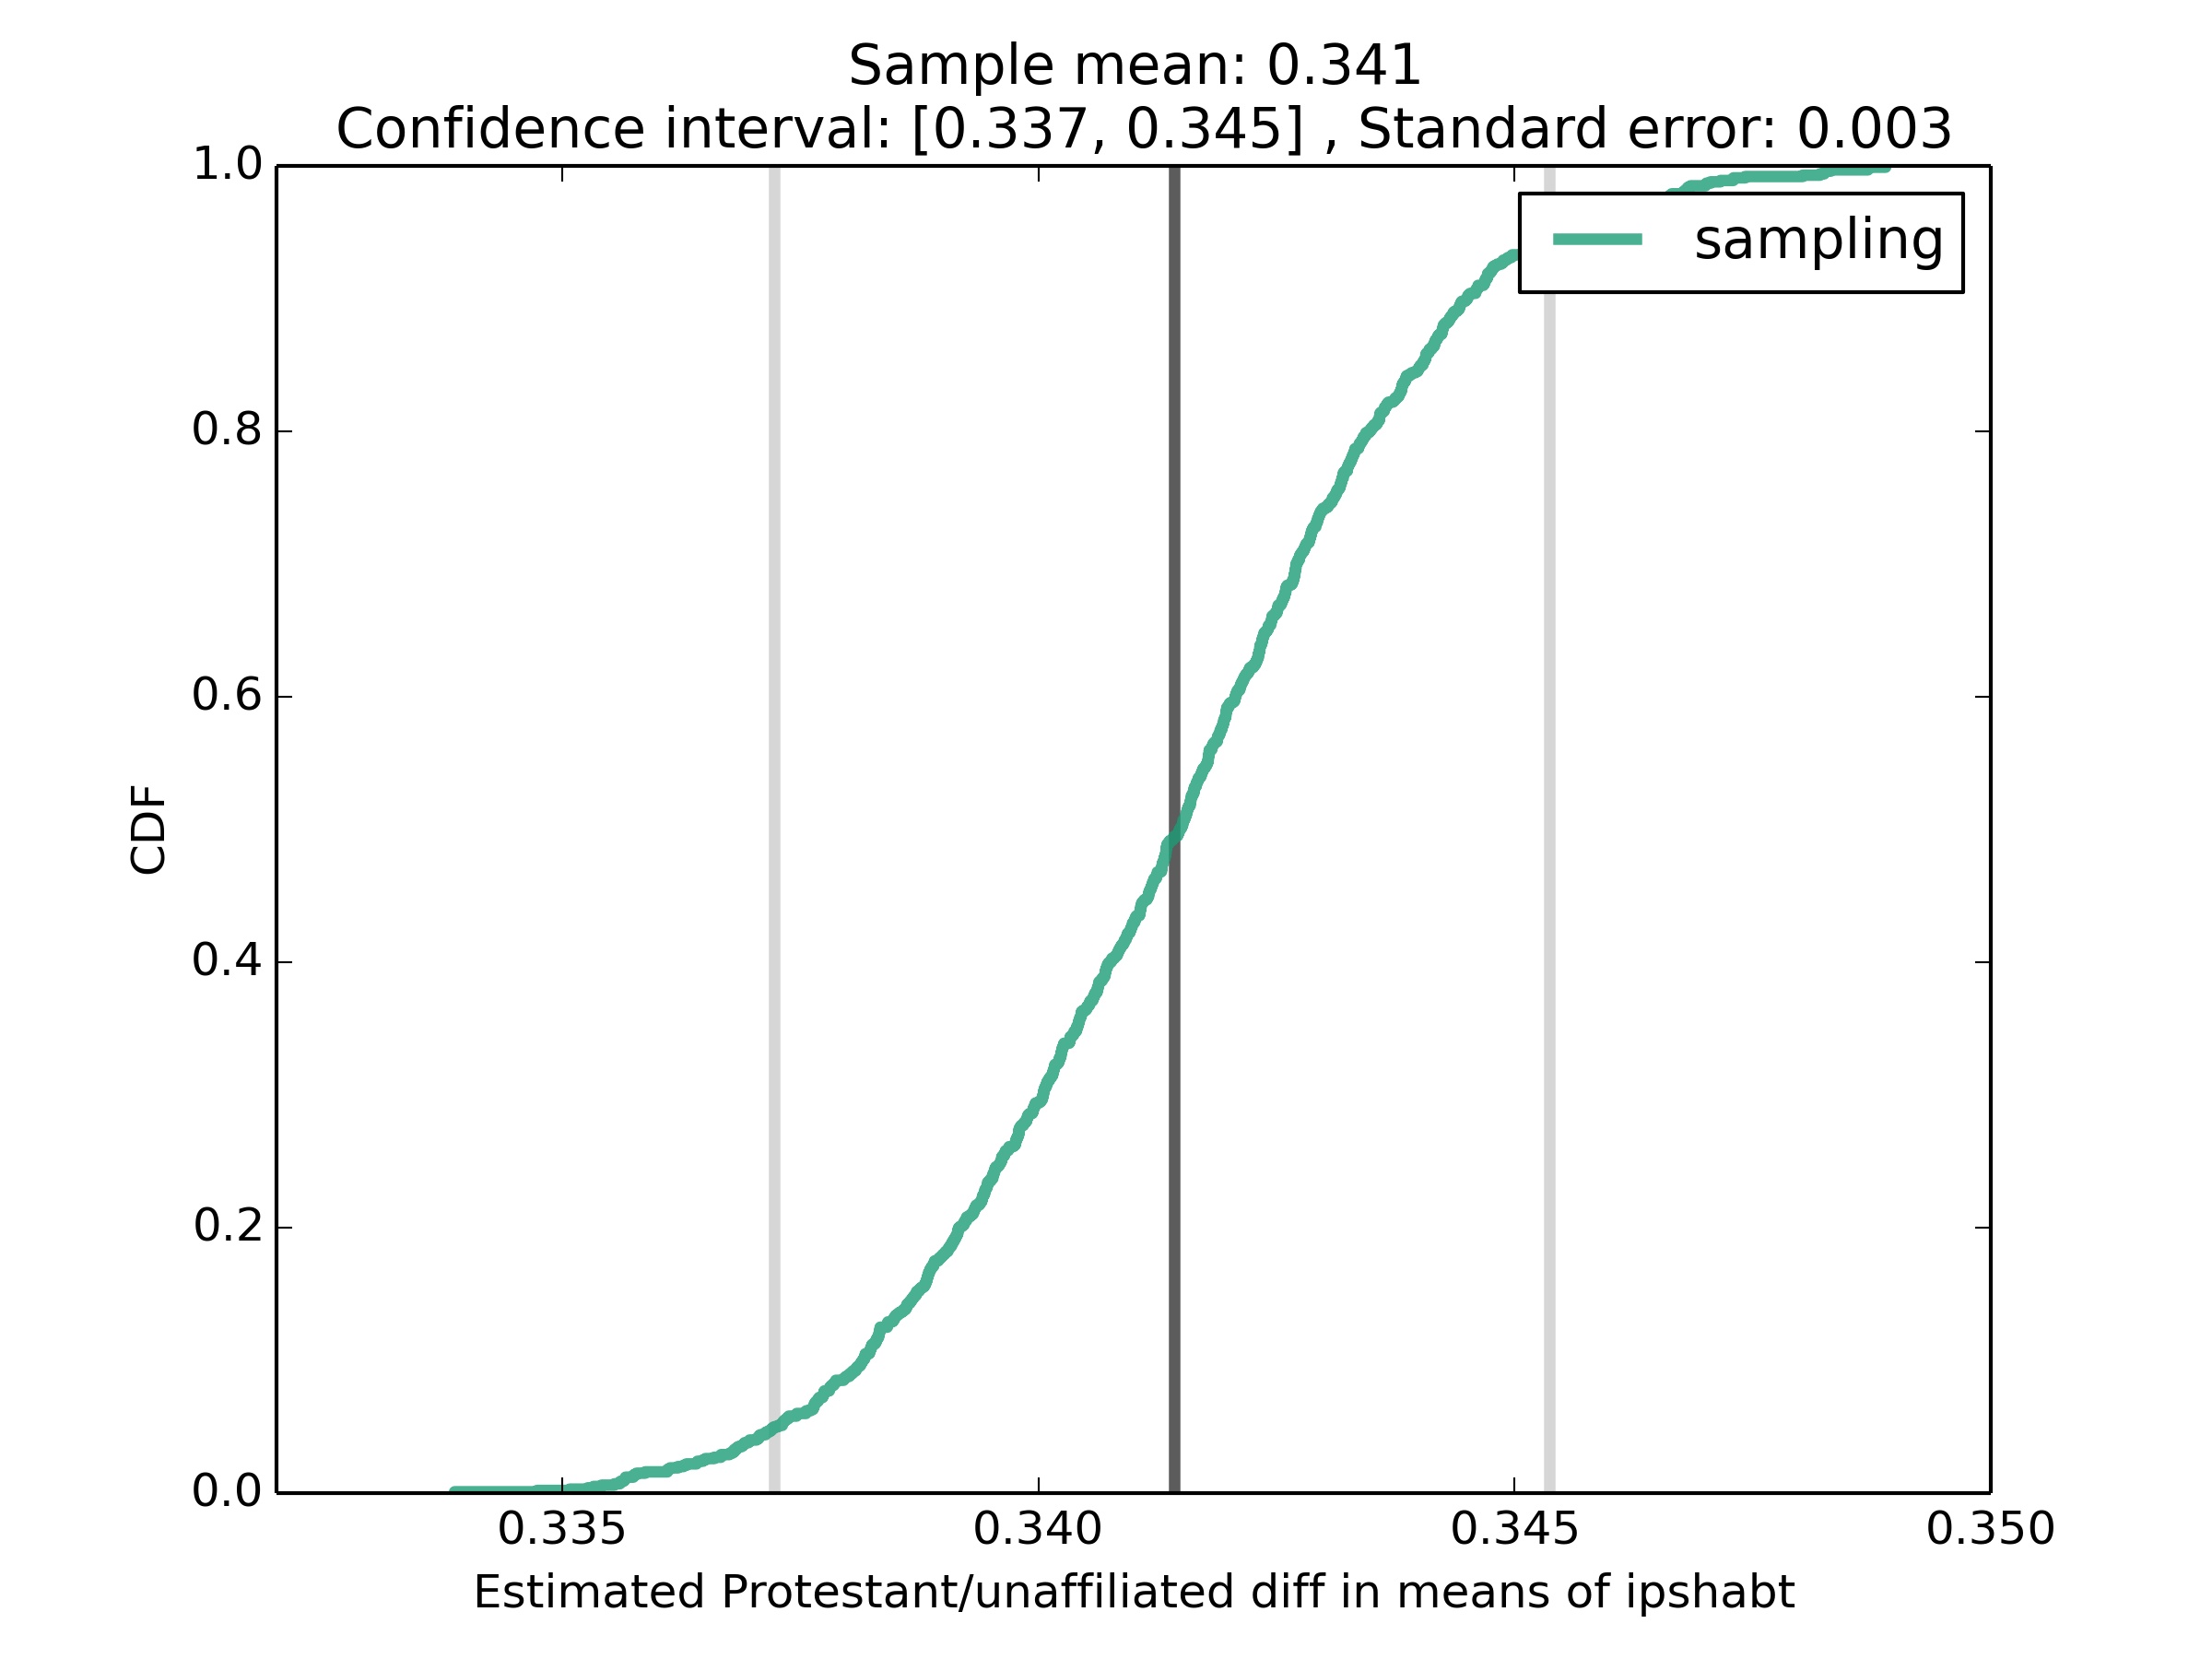 Sample mean: 0.341
Confidence interval: [0.337, 0.345] , Standard error: 0.003
1.0
sampling
0.8
0.6
CDF
0.4
0.2
0.0
0.335 0.340 0.345 0.350
Estimated Protestant/unaffiliated diff in means of ipshabt